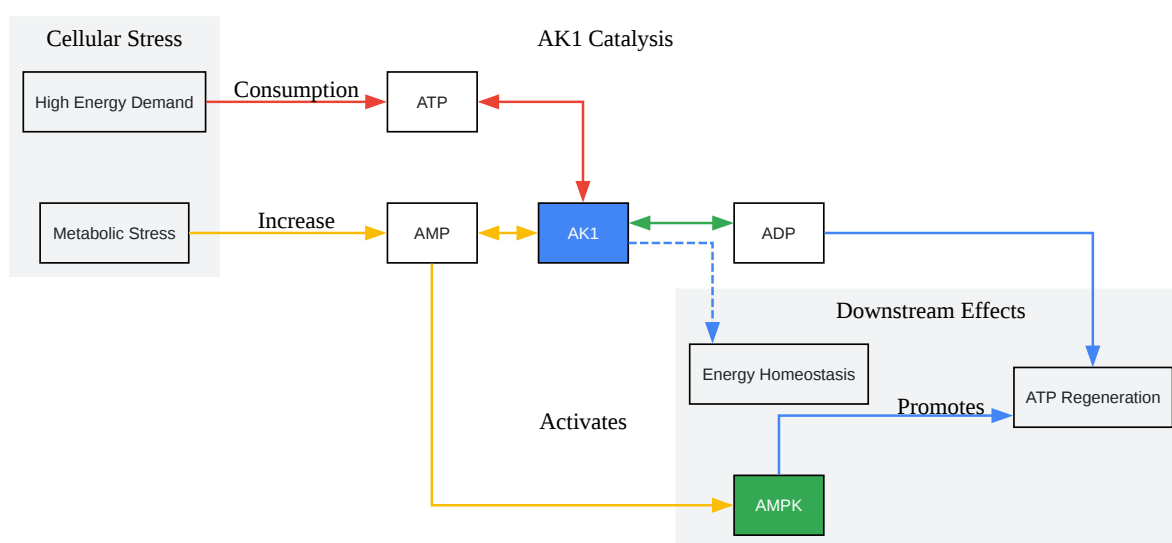 Cellular Stress
AK1 Catalysis
High Energy Demand
Consumption
ATP
Metabolic Stress
Increase
AMP
AK1
ADP
Downstream Effects
Energy Homeostasis
ATP Regeneration
Promotes
Activates
AMPK